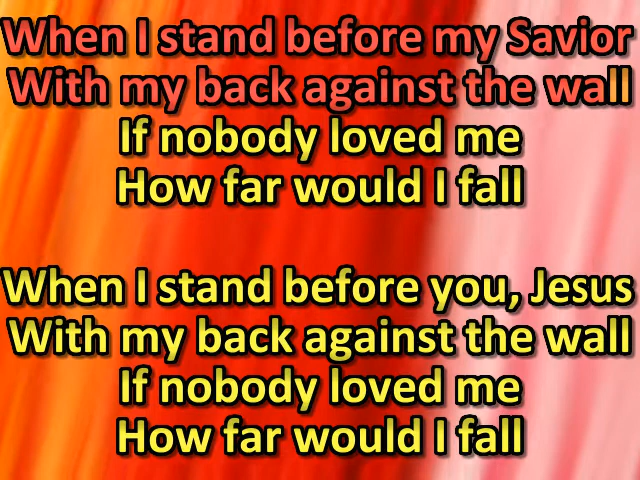 When I stand before my Savior
With my back against the wall
If nobody loved me
How far would I fall
When I stand before you, Jesus
With my back against the wall
If nobody loved me
How far would I fall